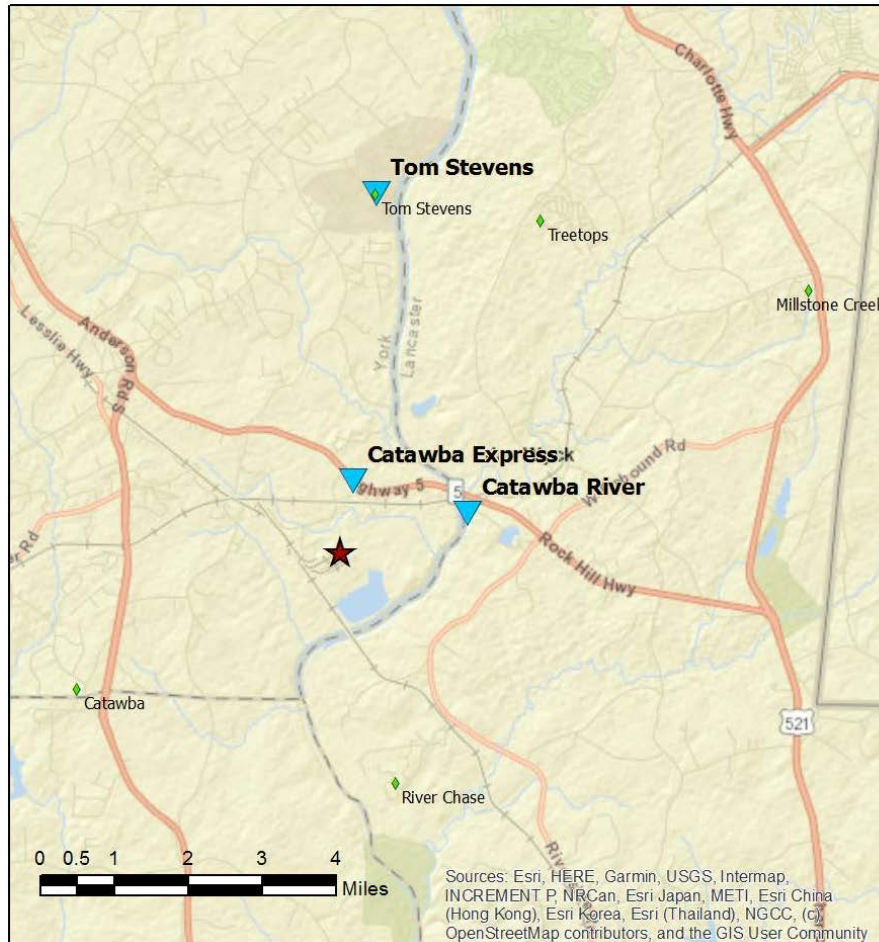 Charlotte Hwy
Tom Stevens
Tom Stevens
Treetops
Millstone Creek
Lesslie Hwy
Anderson Rd S
York
Lancaster
Catawba Express
Highway 5
5
Catawba River
Rock Hill Hwy
Catawba
521
River Chase
0 0.5 1 2 3 4
Miles
Sources: Esri, HERE, Garmin, USGS, Intermap,
INCREMENT P, NRCan, Esri Japan, METI, Esri China
(Hong Kong), Esri Korea, Esri (Thailand), NGCC, (c)
OpenStreetMap contributors, and the GIS User Community